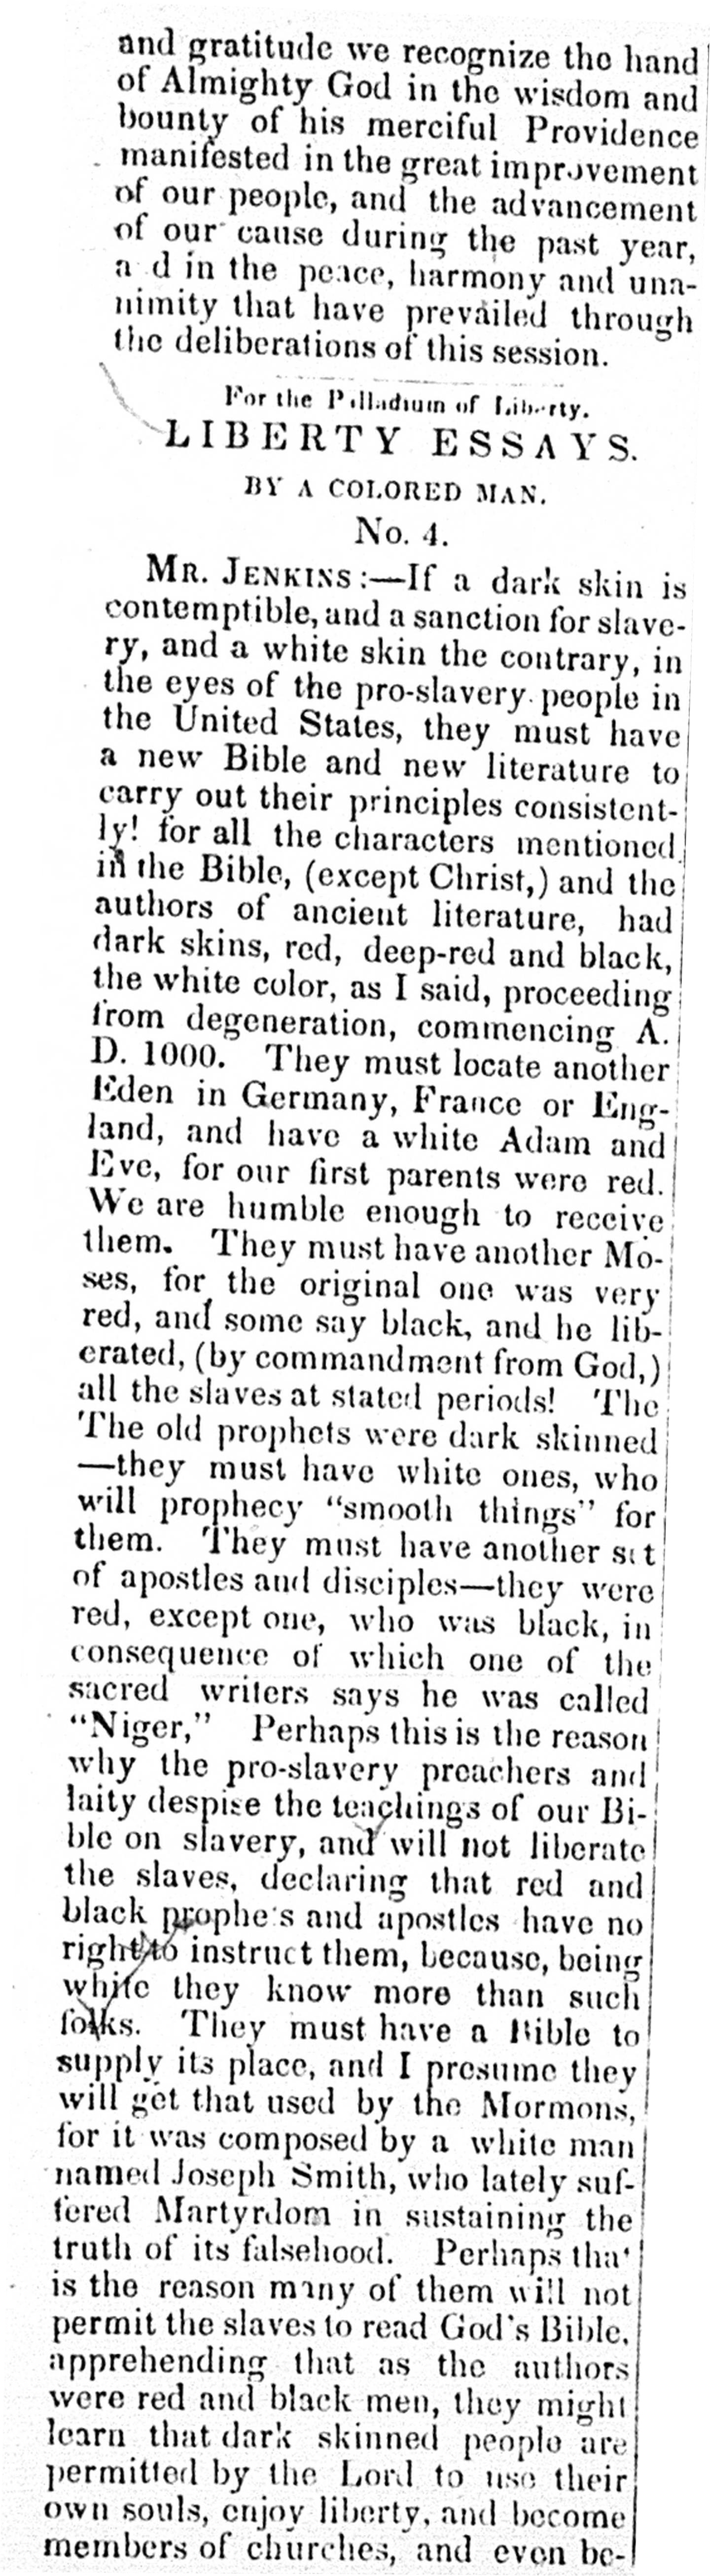 and gratitude we recognize the hand
of Almighty God in the wisdom and
bounty of his merciful Providence
manifested in the great improvement
of our people, and the advancement
of our cause during the past year,
a d in the peace, harmony and una-
nimity that have prevailed through
the deliberations of this session.
For the Palladium of Liberty.
LIBERTY ESSAYS.
BY A COLORED MAN.
No. 4.
MR. JENKINS:—If a dark skin is
contemptible, and a sanction for slave-
ry, and a white skin the contrary, in
the eyes of the pro-slavery people in
the United States, they must have
a new Bible and new literature to
carry out their principles consistent-
ly! for all the characters mentioned
in the Bible, (except Christ,) and the
authors of ancient literature, had
dark skins, red, deep-red and black,
the white color, as I said, proceeding
from degeneration, commencing A.
D. 1000. They must locate another
Eden in Germany, France or Eng-
land, and have a white Adam and
Eve, for our first parents were red.
We are humble enough to receive
them. They must have another Mo-
ses, for the original one was very
red, and some say black, and he lib-
erated, (by commandment from God,)
all the slaves at stated periods! The
The old prophets were dark skinned
—they must have white ones, who
will prophecy "smooth things" for
them. They must have another set
of apostles and disciples—they were
red, except one, who was black, in
consequence of which one of the
sacred writers says he was called
"Niger," Perhaps this is the reason
why the pro-slavery preachers and
laity despise the teachings of our Bi-
ble on slavery, and will not liberate
the slaves, declaring that red and
black prophe's and apostles have no
right to instruct them, because, being
white they know more than such
folks. They must have a Bible to
supply its place, and I presume they
will get that used by the Mormons,
for it was composed by a white man
named Joseph Smith, who lately suf-
fered Martyrdom in sustaining the
truth of its falsehood. Perhaps that
is the reason many of them will not
permit the slaves to read God's Bible,
apprehending that as the authors
were red and black men, they might
learn that dark skinned people are
permitted by the Lord to use their
own souls, enjoy liberty, and become
members of churches, and even be-